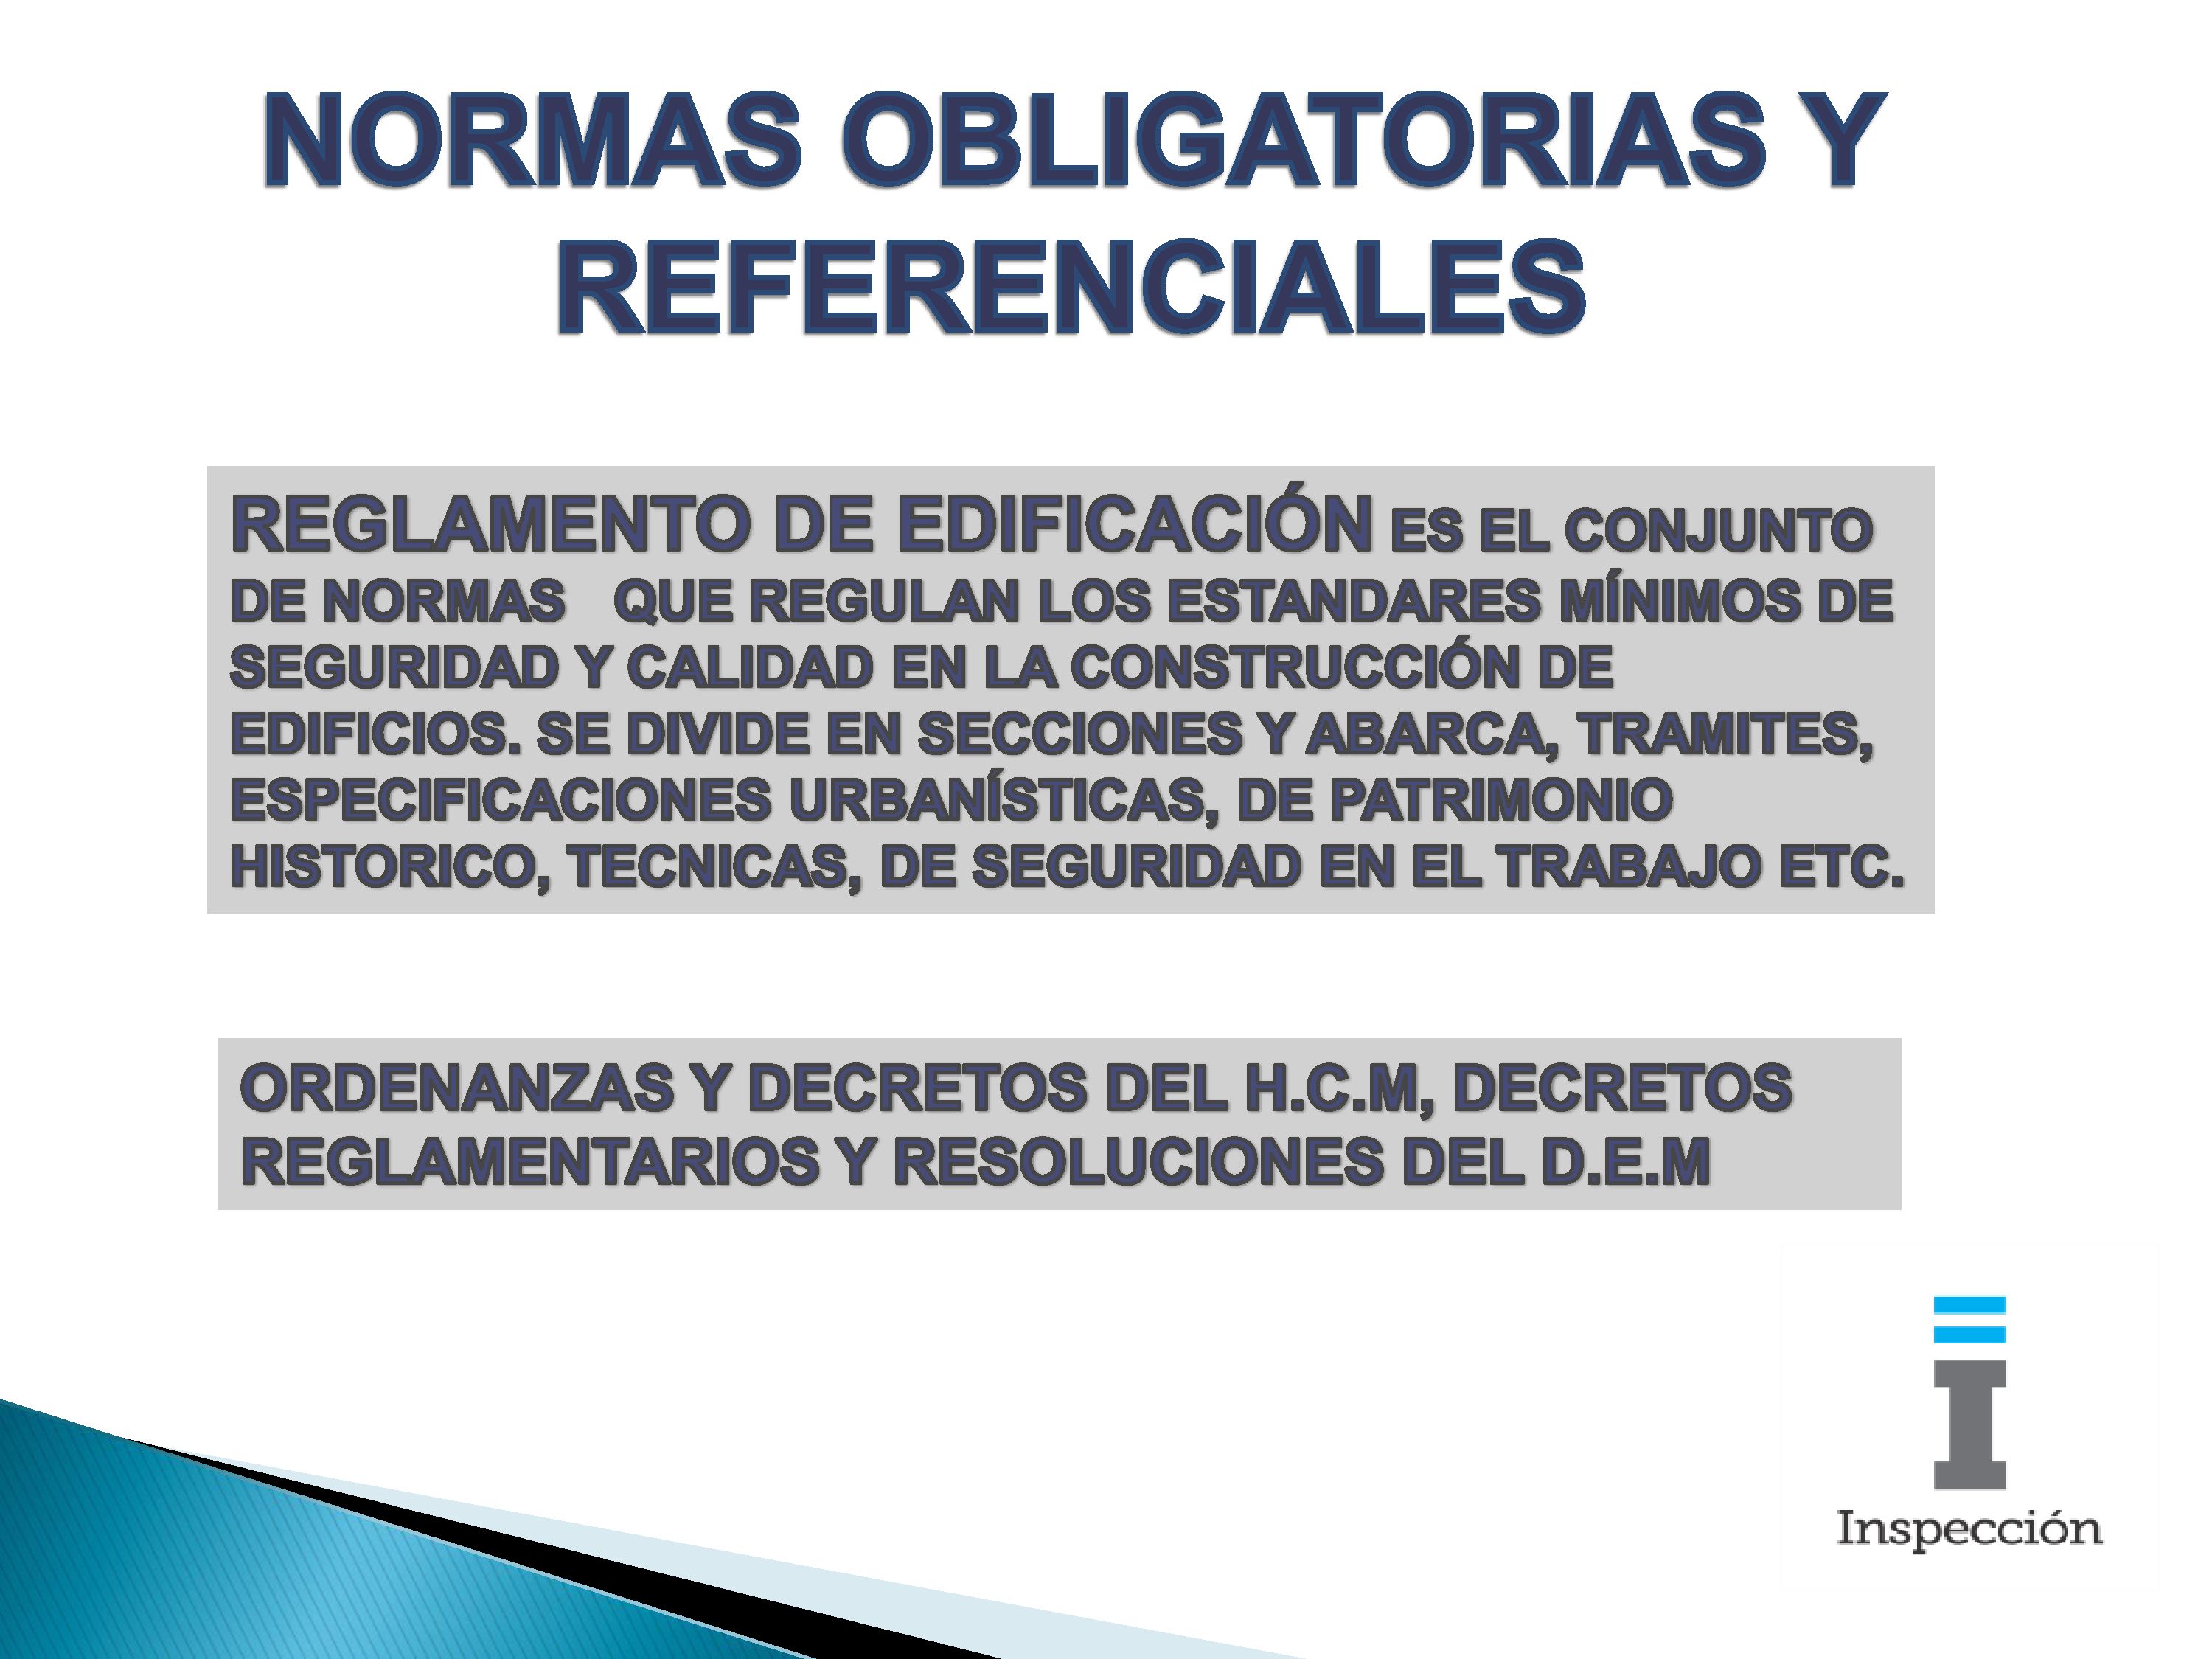 NORMAS OBLIGATORIAS Y
REFERENCIALES
REGLAMENTO DE EDIFICACIÓN ES EL CONJUNTO
DE NORMAS QUE REGULAN LOS ESTANDARES MÍNIMOS DE
SEGURIDAD Y CALIDAD EN LA CONSTRUCCIÓN DE
EDIFICIOS. SE DIVIDE EN SECCIONES Y ABARCA, TRAMITES,
ESPECIFICACIONES URBANÍSTICAS, DE PATRIMONIO
HISTORICO, TECNICAS, DE SEGURIDAD EN EL TRABAJO ETC.
ORDENANZAS Y DECRETOS DEL H.C.M, DECRETOS
REGLAMENTARIOS Y RESOLUCIONES DEL D.E.M
Inspección